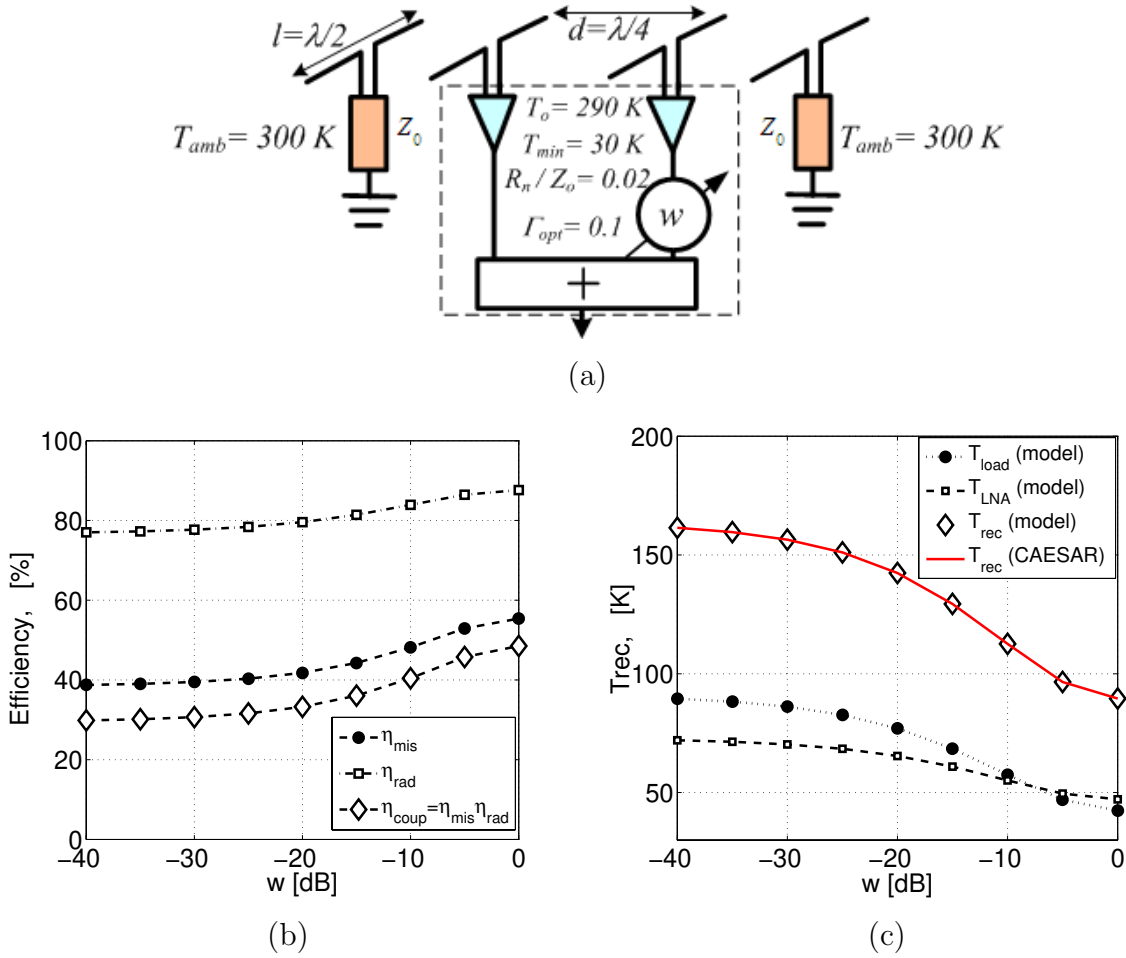 l=λ/2
d=λ/4
T_amb= 300 K
Z_0
T_o= 290 K
T_min= 30 K
R_n / Z_o= 0.02
Γ_opt= 0.1
w
+
Z_0
T_amb= 300 K
(a)
Efficiency, [%]
100
80
60
40
20
0
−40
−30
−20
−10
0
w [dB]
η_mis
η_rad
η_coup=η_mis η_rad
(b)
Trec, [K]
200
150
100
50
−40
−30
−20
−10
0
w [dB]
T_load (model)
T_LNA (model)
T_rec (model)
T_rec (CAESAR)
(c)